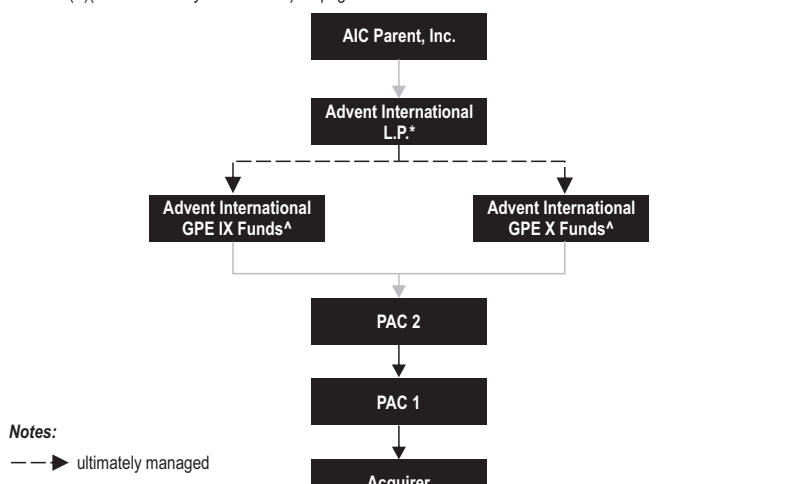 AIC Parent, Inc.
Advent International
L.P.*
Advent International
GPE IX Funds^
Advent International
GPE X Funds^
PAC 2
PAC 1
Notes:
ultimately managed
Acquirer